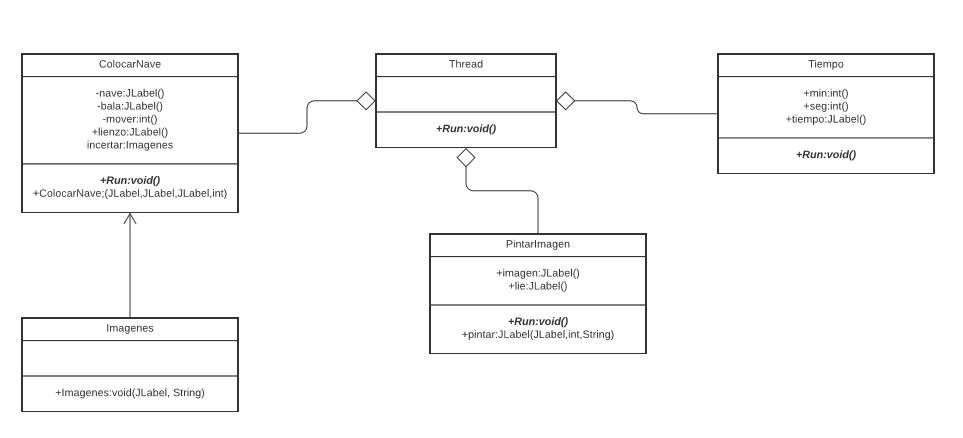 ColocarNave
-nave:JLabel()
-bala:JLabel()
-mover:int()
+lienzo:JLabel()
incertar:Imagenes
+Run:void()
+ColocarNave;(JLabel,JLabel,JLabel,int)
Thread
+Run:void()
Tiempo
+min:int()
+seg:int()
+tiempo:JLabel()
+Run:void()
PintarImagen
+imagen:JLabel()
+lie:JLabel()
+Run:void()
+pintar:JLabel(JLabel,int,String)
Imagenes
+Imagenes:void(JLabel, String)